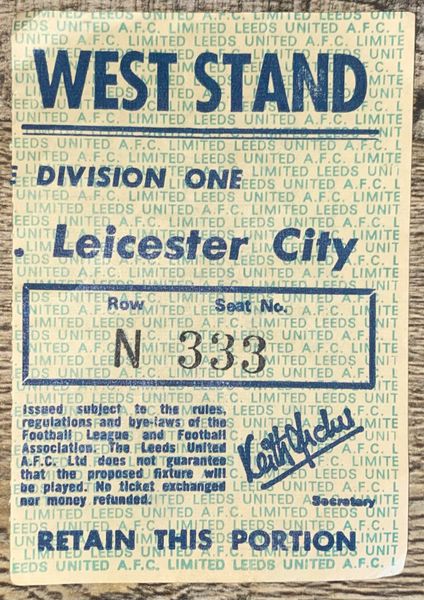 WEST STAND
DIVISION ONE
. Leicester City
Row Seat No.
N 333
Issued subject to the rules,
regulations and bye-laws of the
Football League and Football
Association. The Leeds United
A.F.C. Ltd does not guarantee
that the proposed fixture will
be played. No ticket exchanged
nor money refunded.
Keith Archer
Secretary
RETAIN THIS PORTION